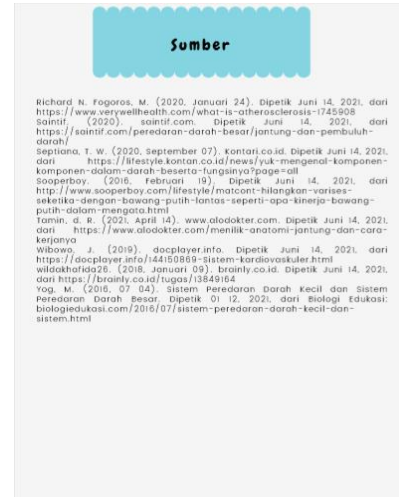 Sumber
Richard N. Fogoros, M. (2020, Januari 24). Dipetik Juni 14, 2021, dari
https://www.verywellhealth.com/what-is-atherosclerosis-1745908
Saintif. (2020). saintif.com. Dipetik Juni 14, 2021, dari
https://saintif.com/peredaran-darah-besar/jantung-dan-pembuluh-
darah/
Septiana, T. W. (2020, September 07). Kontari.co.id. Dipetik Juni 14, 2021,
dari https://lifestyle.kontan.co.id/news/yuk-mengenal-komponen-
komponen-dalam-darah-beserta-fungsinya?page=all
Sooperboy. (2016, Februari 19). Dipetik Juni 14, 2021, dari
http://www.sooperboy.com/lifestyle/matcont-hilangkan-varises-
seketika-dengan-bawang-putih-lantas-seperti-apa-kinerja-bawang-
putih-dalam-mengata.html
Tamin, d. R. (2021, April 14). www.alodokter.com. Dipetik Juni 14, 2021,
dari https://www.alodokter.com/menilik-anatomi-jantung-dan-cara-
kerjanya
Wibowo, J. (2019). docplayer.info. Dipetik Juni 14, 2021, dari
https://docplayer.info/144150869-Sistem-kardiovaskuler.html
wildakhafida26. (2018, Januari 09). brainly.co.id. Dipetik Juni 14, 2021,
dari https://brainly.co.id/tugas/13849164
Yog, M. (2016, 07 04). Sistem Peredaran Darah Kecil dan Sistem
Peredaran Darah Besar. Dipetik 01 12, 2021, dari Biologi Edukasi:
biologiedukasi.com/2016/07/sistem-peredaran-darah-kecil-dan-
sistem.html